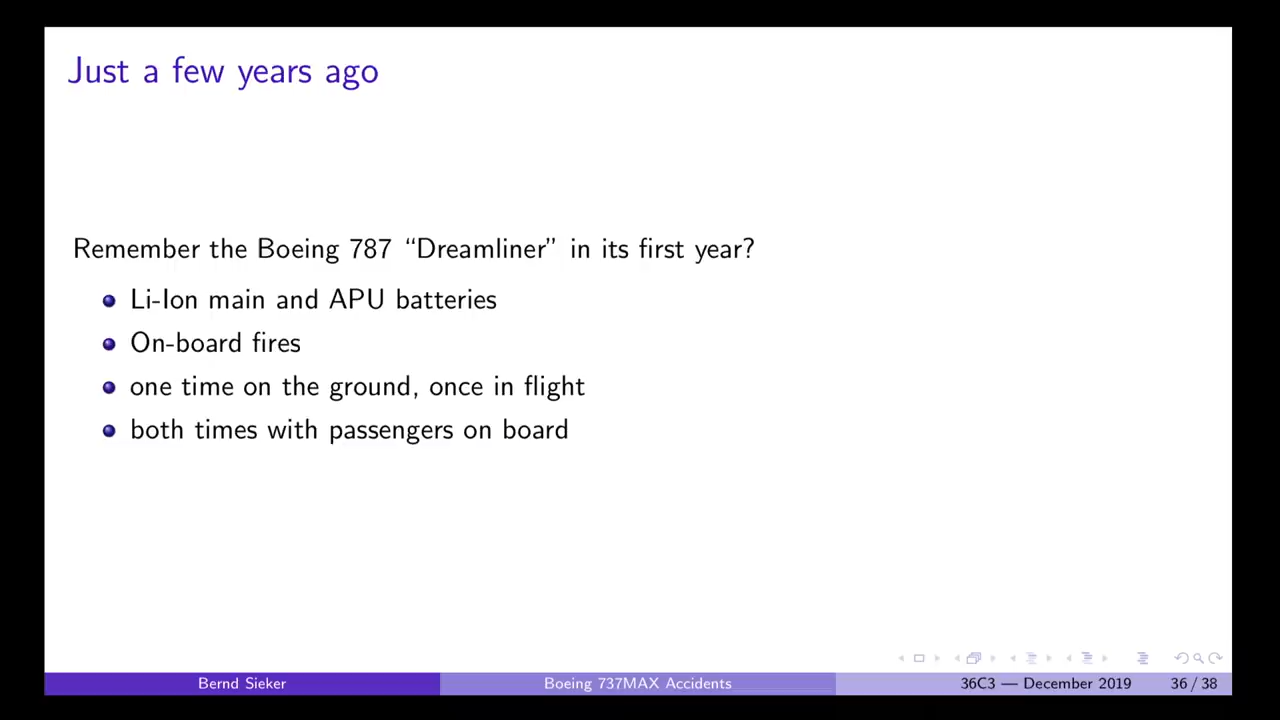 Just a few years ago
Remember the Boeing 787 “Dreamliner” in its first year?
Li-Ion main and APU batteries
On-board fires
one time on the ground, once in flight
both times with passengers on board
Bernd Sieker
Boeing 737MAX Accidents
36C3 — December 2019
36 / 38